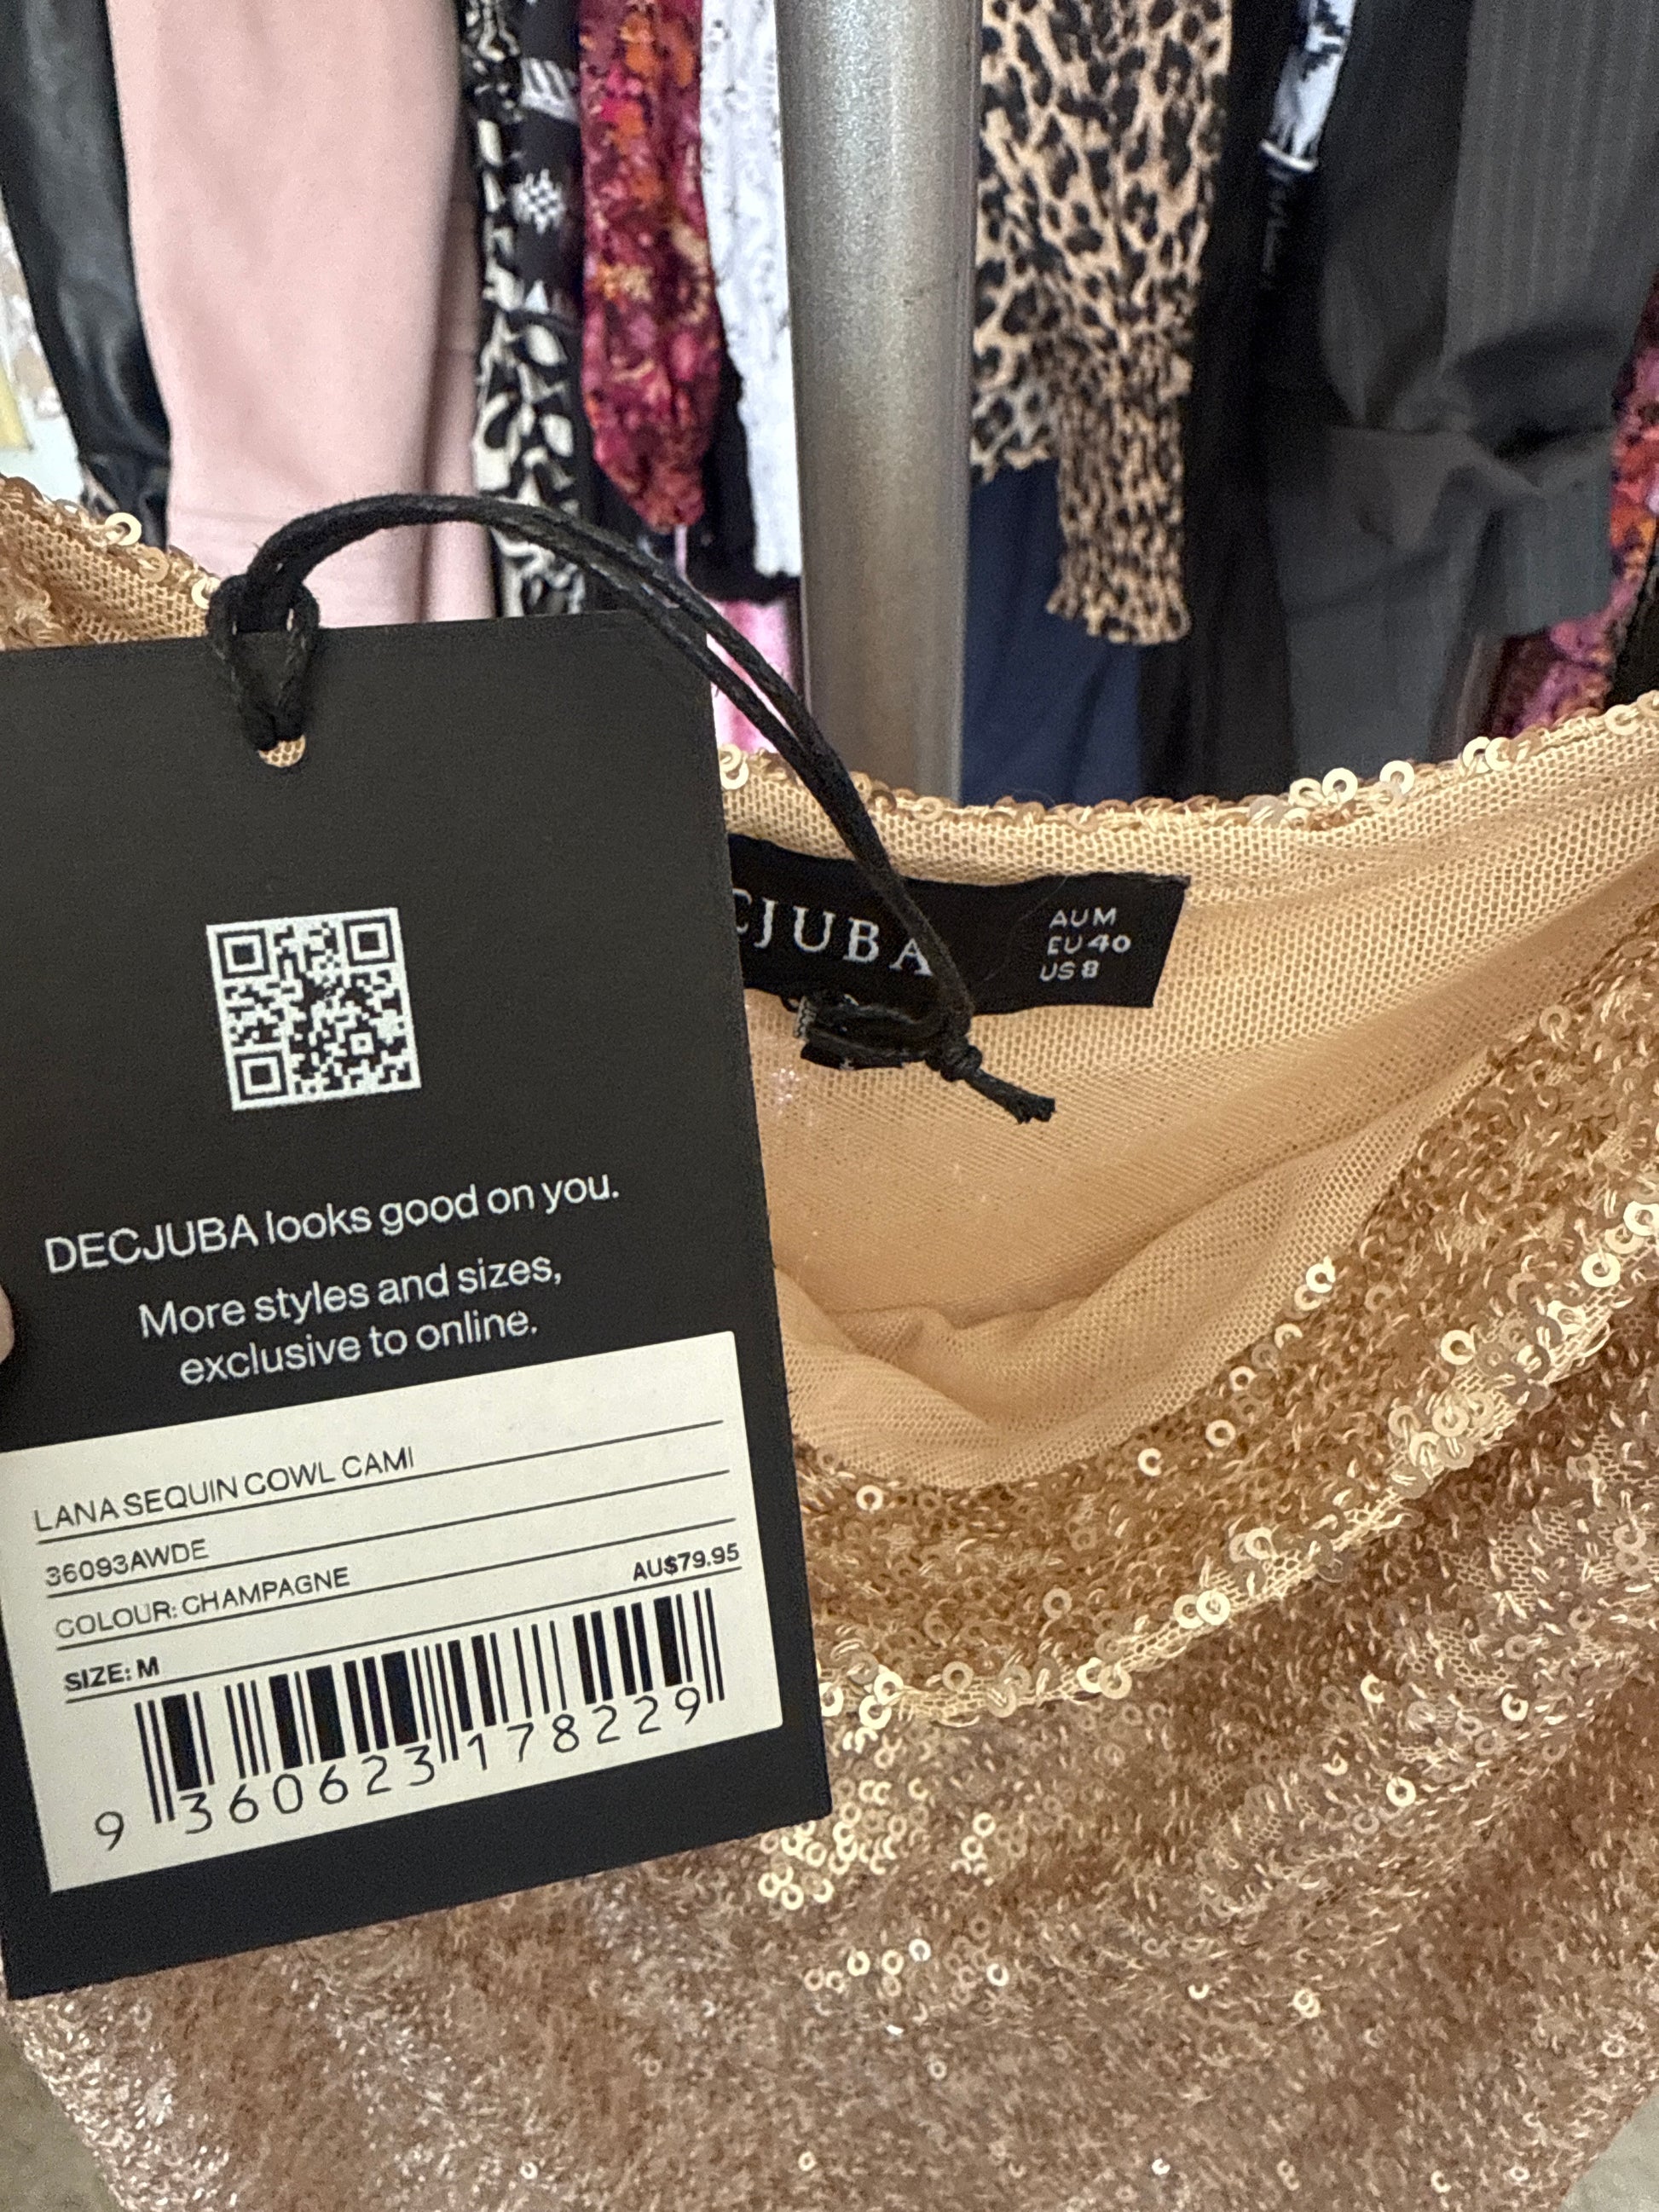 DECJUBA looks good on you.
More styles and sizes,
exclusive to online.
LANA SEQUIN COWL CAMI
36093AWDE
COLOUR: CHAMPAGNE
AU$79.95
SIZE: M
9 360623 178229
CJUBA
AU M
EU 40
US 8